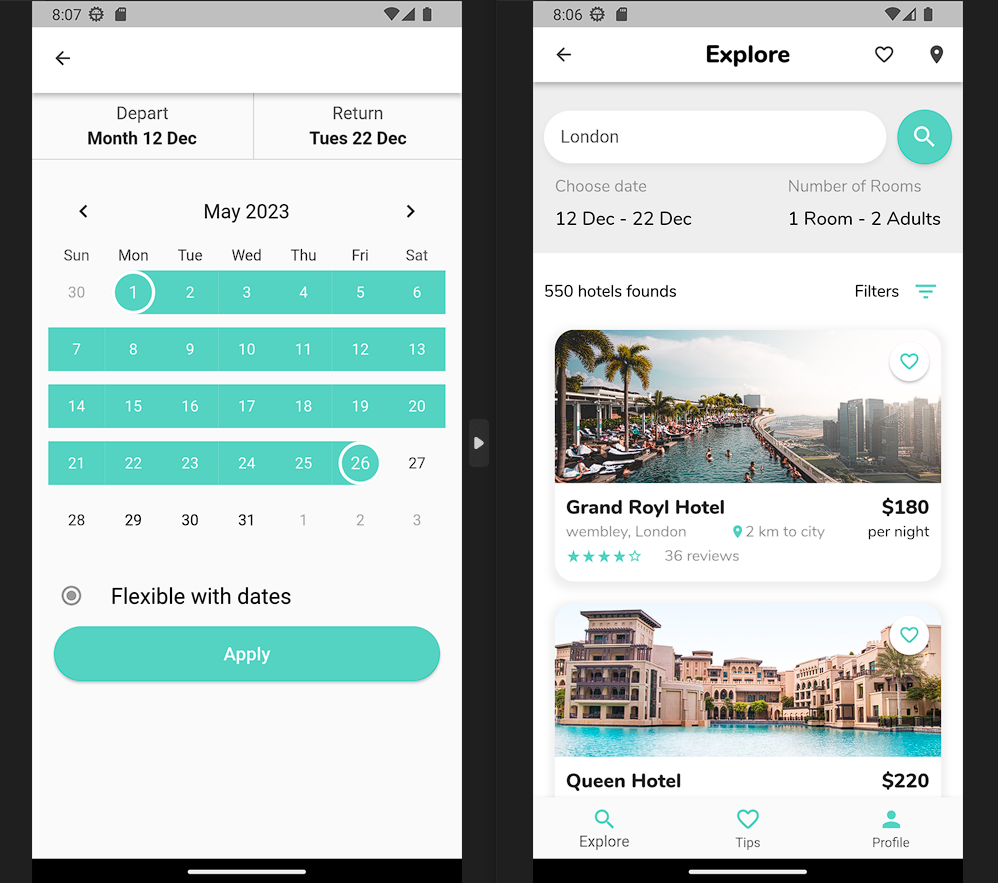 8:07
Depart Return
Month 12 Dec Tues 22 Dec
May 2023
Sun Mon Tue Wed Thu Fri Sat
30 1 2 3 4 5 6
7 8 9 10 11 12 13
14 15 16 17 18 19 20
21 22 23 24 25 26 27
28 29 30 31 1 2 3
Flexible with dates
Apply
8:06
Explore
London
Choose date Number of Rooms
12 Dec - 22 Dec 1 Room - 2 Adults
550 hotels founds Filters
Grand Royl Hotel $180
wembley, London 2 km to city per night
36 reviews
Queen Hotel $220
Explore Tips Profile